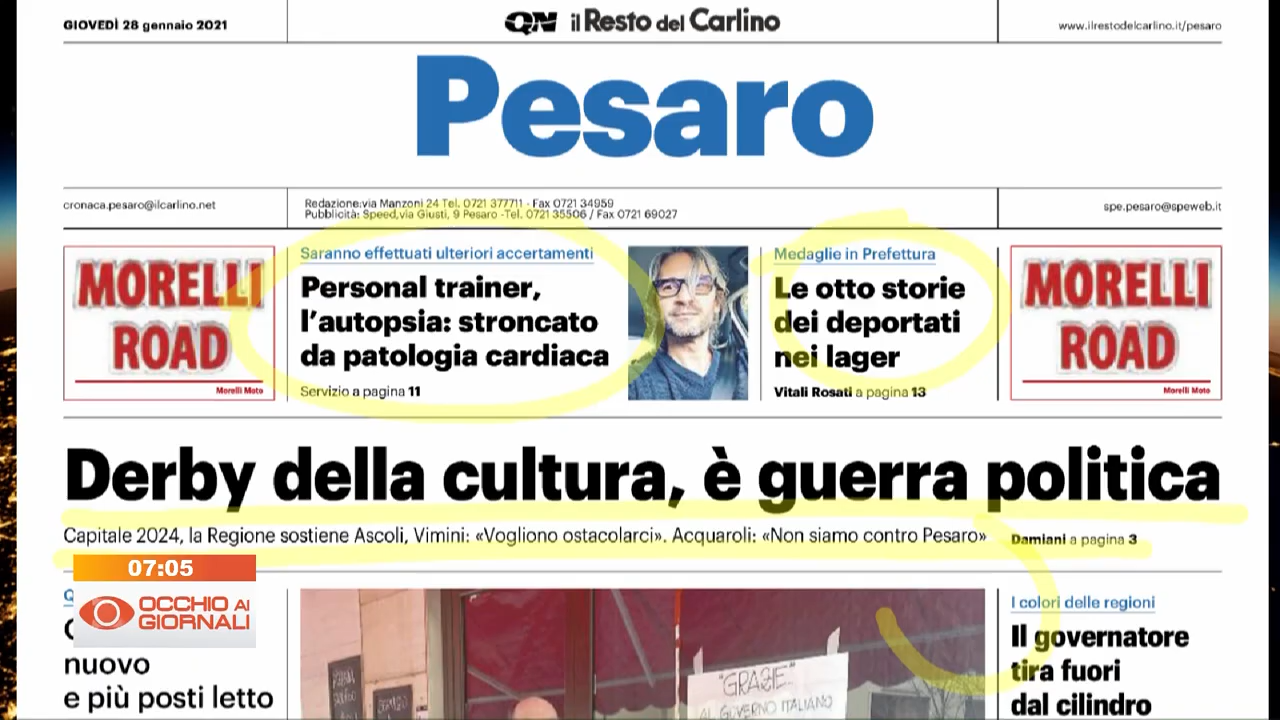 GIOVEDÌ 28 gennaio 2021
QN il Resto del Carlino
www.ilrestodelcarlino.it/pesaro
Pesaro
cronaca.pesaro@ilcarlino.net
Redazione:via Manzoni 24 Tel. 0721 377711 - Fax 0721 34959
Pubblicità: Speed,via Giusti, 9 Pesaro -Tel. 0721 35506 / Fax 0721 69027
spe.pesaro@speweb.it
MORELLI
ROAD
Morelli Moto
Saranno effettuati ulteriori accertamenti
Personal trainer,
l'autopsia: stroncato
da patologia cardiaca
Servizio a pagina 11
Medaglie in Prefettura
Le otto storie
dei deportati
nei lager
Vitali Rosati a pagina 13
MORELLI
ROAD
Morelli Moto
Derby della cultura, è guerra politica
Capitale 2024, la Regione sostiene Ascoli, Vimini: «Vogliono ostacolarci». Acquaroli: «Non siamo contro Pesaro»
Damiani a pagina 3
07:05
OCCHIO AI
GIORNALI
nuovo
e più posti letto
"GRAZIE"
AL GOVERNO ITALIANO
I colori delle regioni
Il governatore
tira fuori
dal cilindro